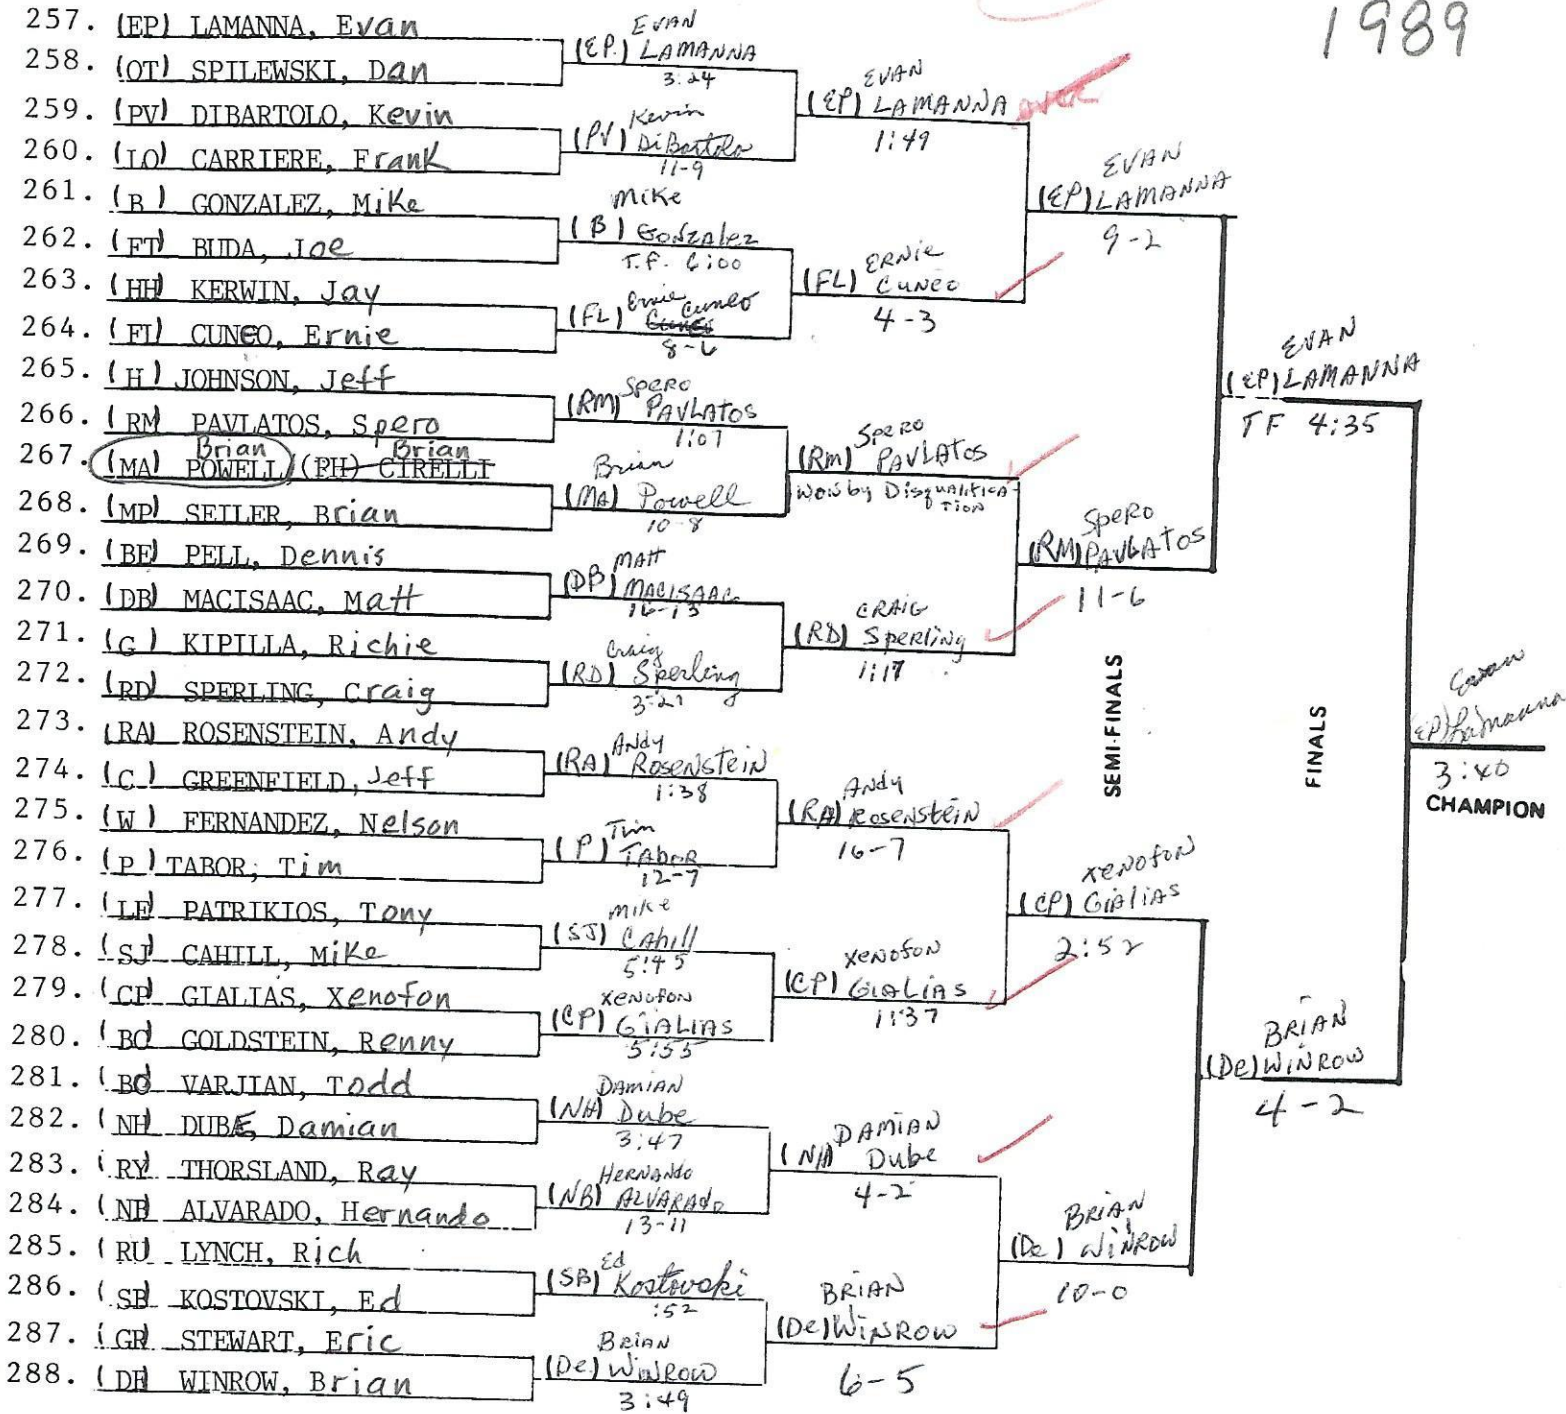 1989
257. (EP) LAMANNA, Evan
258. (OT) SPILEWSKI, Dan
259. (PV) DIBARTOLO, Kevin
260. (LO) CARRIERE, Frank
261. (B) GONZALEZ, Mike
262. (ET) BUDA, Joe
263. (HH) KERWIN, Jay
264. (FL) CUNEO, Ernie
265. (H) JOHNSON, Jeff
266. (RM) PAVLATOS, Spero
Brian Brian
267. (MA) POWELL/(PH) CIRELLI
268. (MP) SEILER, Brian
269. (BE) PELL, Dennis
270. (DB) MACISAAC, Matt
271. (G) KIPILLA, Richie
272. (RD) SPERLING, Craig
273. (RA) ROSENSTEIN, Andy
274. (C) GREENFIELD, Jeff
275. (W) FERNANDEZ, Nelson
276. (P) TABOR, Tim
277. (LE) PATRIKIOS, Tony
278. (SJ) CAHILL, Mike
279. (CP) GIALIAS, Xenofon
280. (BC) GOLDSTEIN, Renny
281. (BO) VARJIAN, Todd
282. (NH) DUBE, Damian
283. (RY) THORSLAND, Ray
284. (NB) ALVARADO, Hernando
285. (RU) LYNCH, Rich
286. (SB) KOSTOVSKI, Ed
287. (GR) STEWART, Eric
288. (DE) WINROW, Brian
EVAN
(EP.) LAMANNA
3:24
Kevin
(PV) DiBartolo
11-9
Mike
(B) Gonzalez
T.F. 6:00
Ernie Cuneo
(FL)
8-6
Spero
(RM) PAVLATOS
1:07
Brian
(MA) Powell
10-8
MATT
(DB) MACISAAC
16-13
Craig
(RD) Sperling
3:21
Andy
(RA) Rosenstein
1:38
Tim
(P) TABOR
12-7
Mike
(SJ) Cahill
5:45
Xenofon
(CP) GIALIAS
5:55
DAMIAN
(NH) Dube
3:47
HERNANDO
(NB) ALVARADO
13-11
Ed
(SB) Kostovski
:52
BRIAN
(De) WINROW
3:49
EVAN
(EP) LAMANNA
1:49
ERNIE
(FL) CUNEO
4-3
Spero
(RM) PAVLATOS
Won by Disqualifica-
tion
CRAIG
(RD) Sperling
1:17
Andy
(RA) Rosenstein
16-7
Xenofon
(CP) GIALIAS
1:37
DAMIAN
(NH) Dube
4-2
BRIAN
(De) WINROW
6-5
EVAN
(EP) LAMANNA
9-2
Spero
(RM) PAVLATOS
11-6
Xenofon
(CP) GIALIAS
2:52
BRIAN
(De) WINROW
10-0
SEMI-FINALS
EVAN
(EP) LAMANNA
TF 4:35
BRIAN
(De) WINROW
4-2
FINALS
Evan
(EP) Lamanna
3:40
CHAMPION